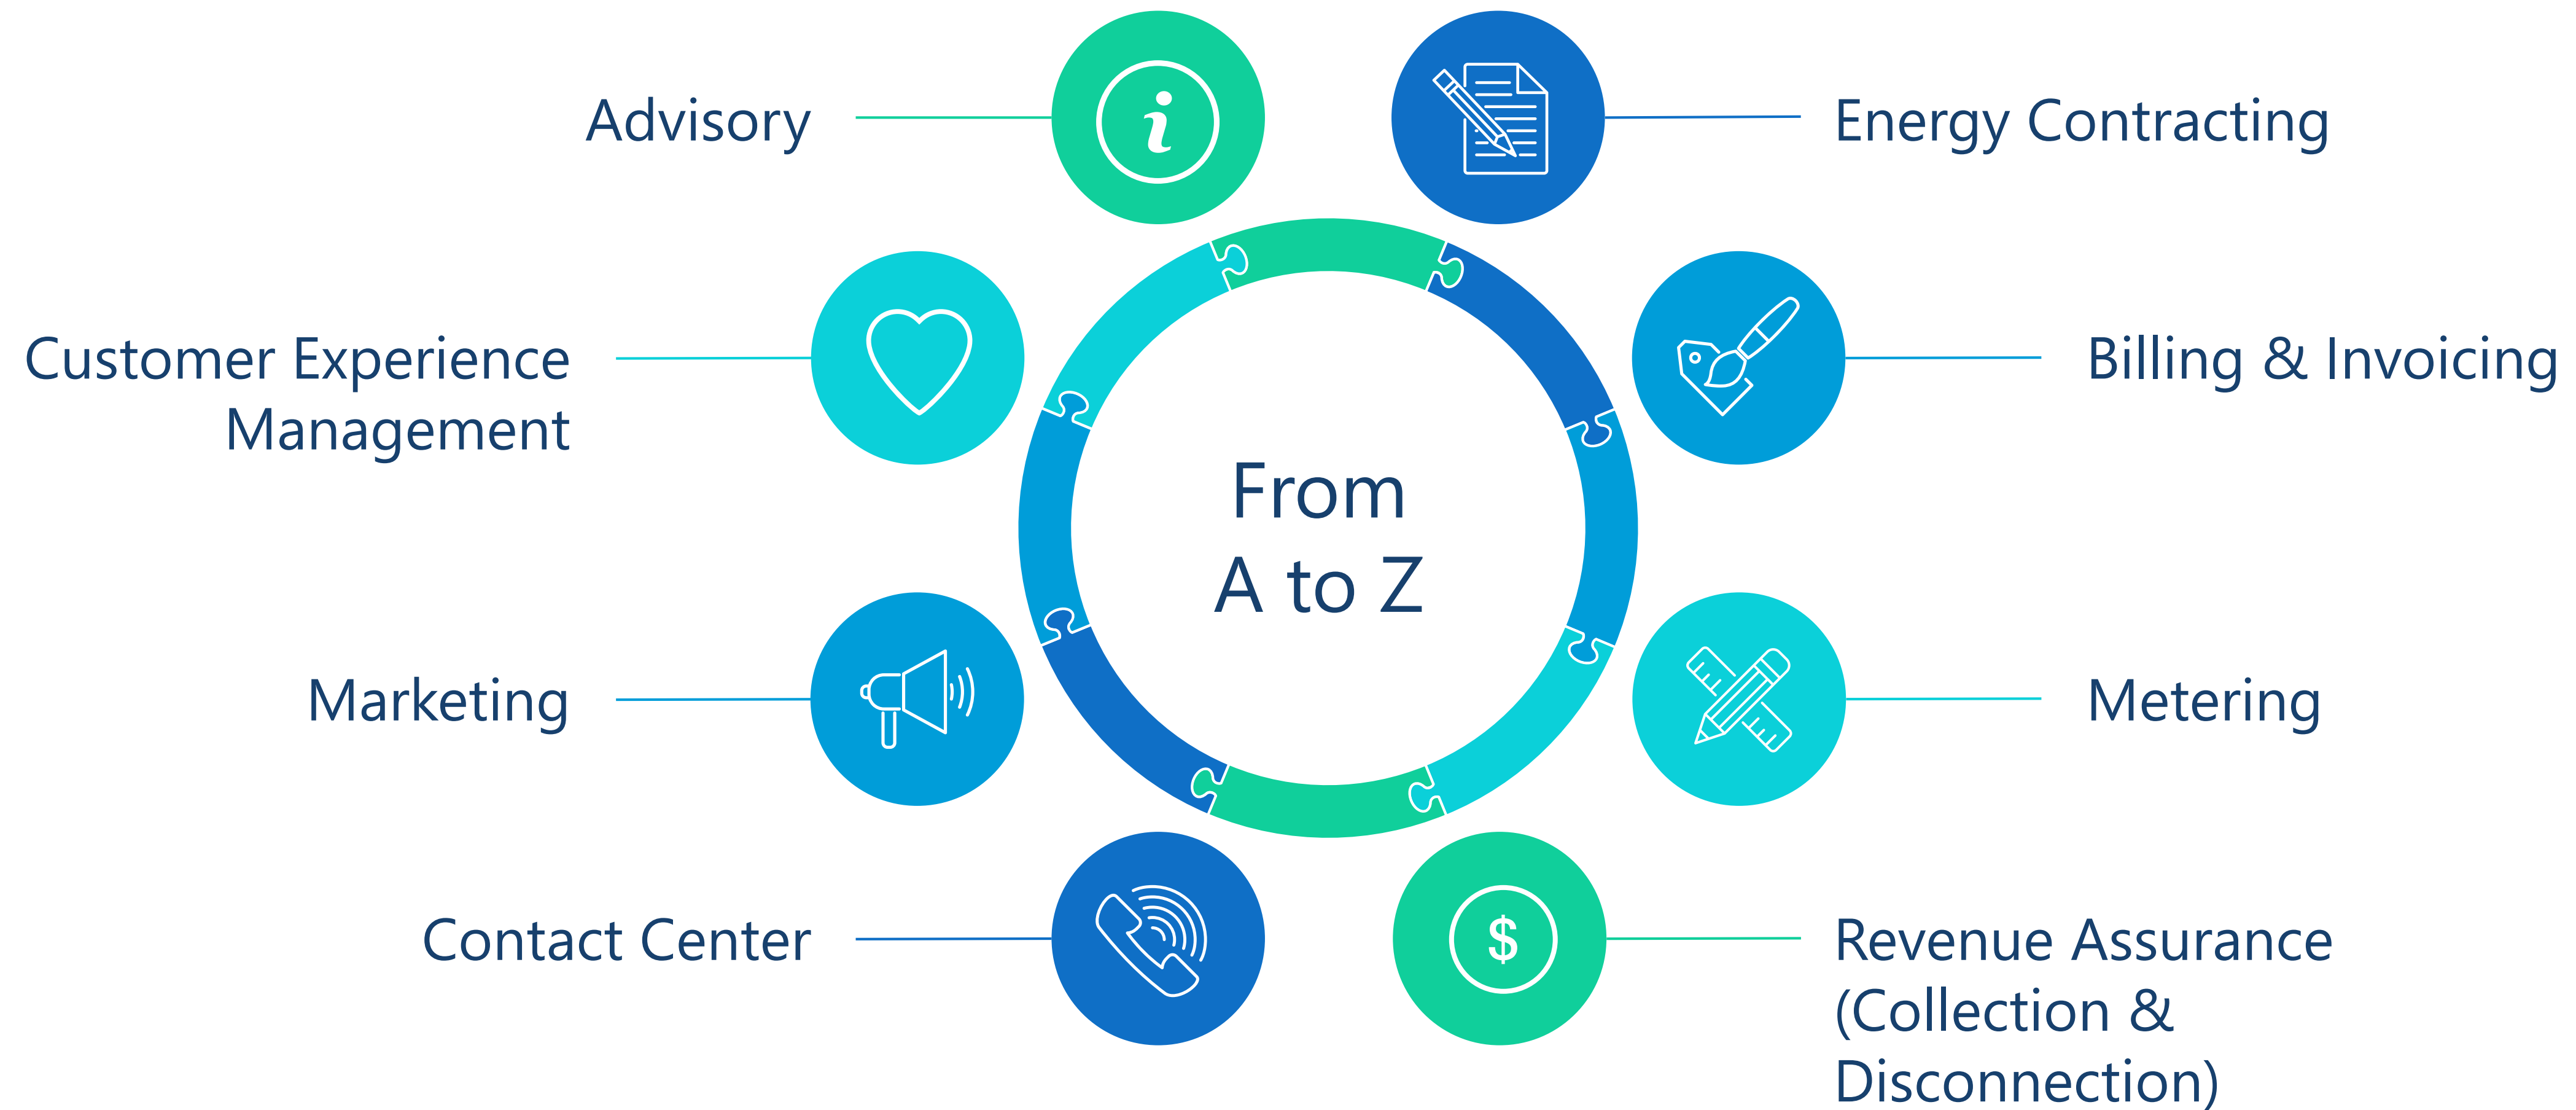 Advisory
Energy Contracting
Customer Experience
Management
Billing & Invoicing
From
A to Z
Marketing
Metering
Contact Center
Revenue Assurance
(Collection &
Disconnection)
i
$